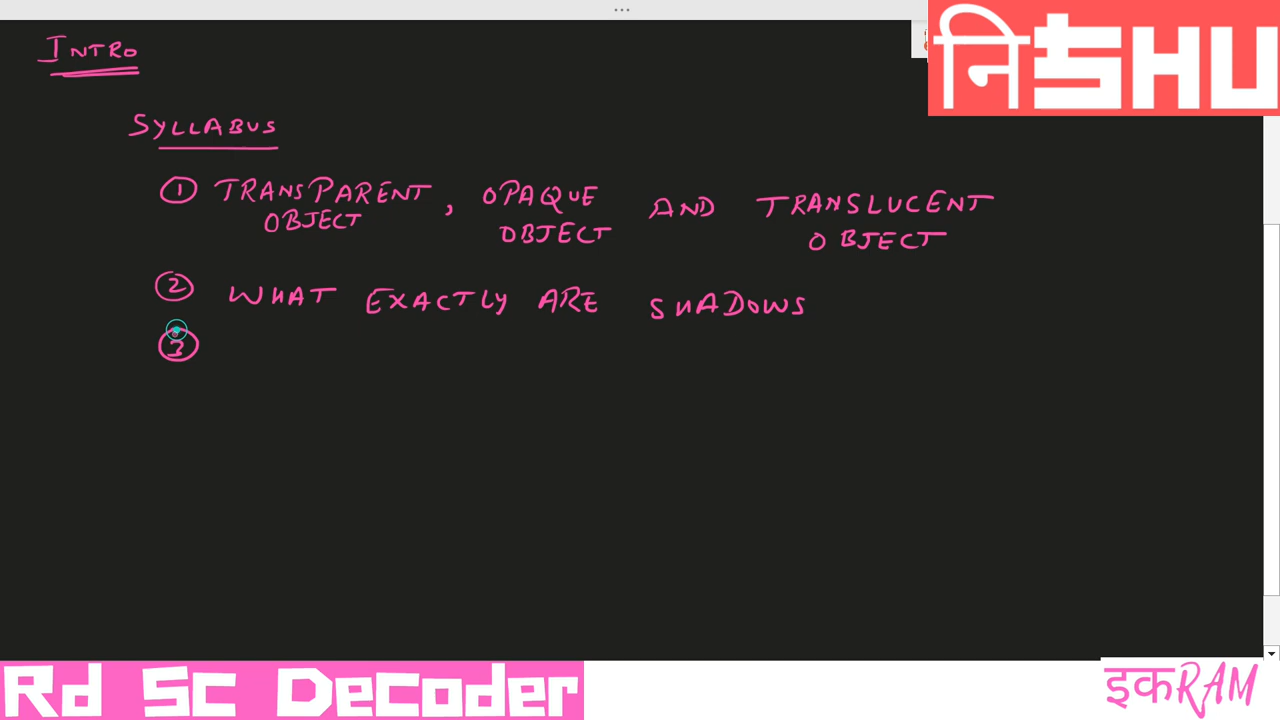 INTRO
निSHU
SYLLABUS
① TRANSPARENT OBJECT, OPAQUE OBJECT AND TRANSLUCENT OBJECT
② WHAT EXACTLY ARE SHADOWS
③
Rd SC DeCoder
इकRAM